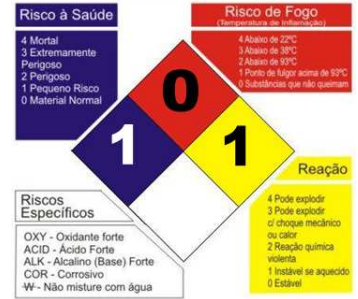 Risco à Saúde
4 Mortal
3 Extremamente
Perigoso
2 Perigoso
1 Pequeno Risco
0 Material Normal
Risco de Fogo
(Temperatura de Inflamação)
4 Abaixo de 22ºC
3 Abaixo de 38ºC
2 Abaixo de 93ºC
1 Ponto de fulgor acima de 93ºC
0 Substâncias que não queimam
0
1
1
Reação
4 Pode explodir
3 Pode explodir
c/ choque mecânico
ou calor
2 Reação química
violenta
1 Instável se aquecido
0 Estável
Riscos
Específicos
OXY - Oxidante forte
ACID - Ácido Forte
ALK - Alcalino (Base) Forte
COR - Corrosivo
W - Não misture com água